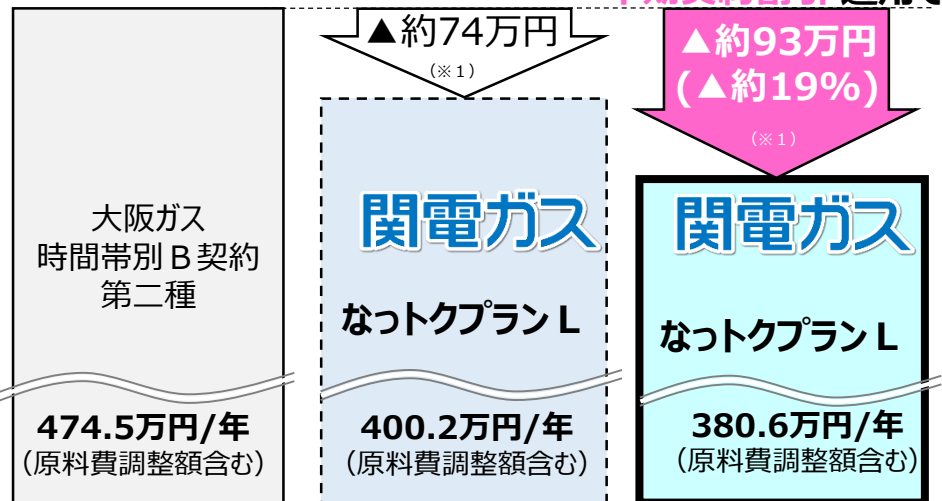 ▲約74万円
(※1)
▲約93万円
(▲約19%)
(※1)
大阪ガス
時間帯別B契約
第二種
474.5万円/年
(原料費調整額含む)
関電ガス
なっトクプランL
400.2万円/年
(原料費調整額含む)
関電ガス
なっトクプランL
380.6万円/年
(原料費調整額含む)